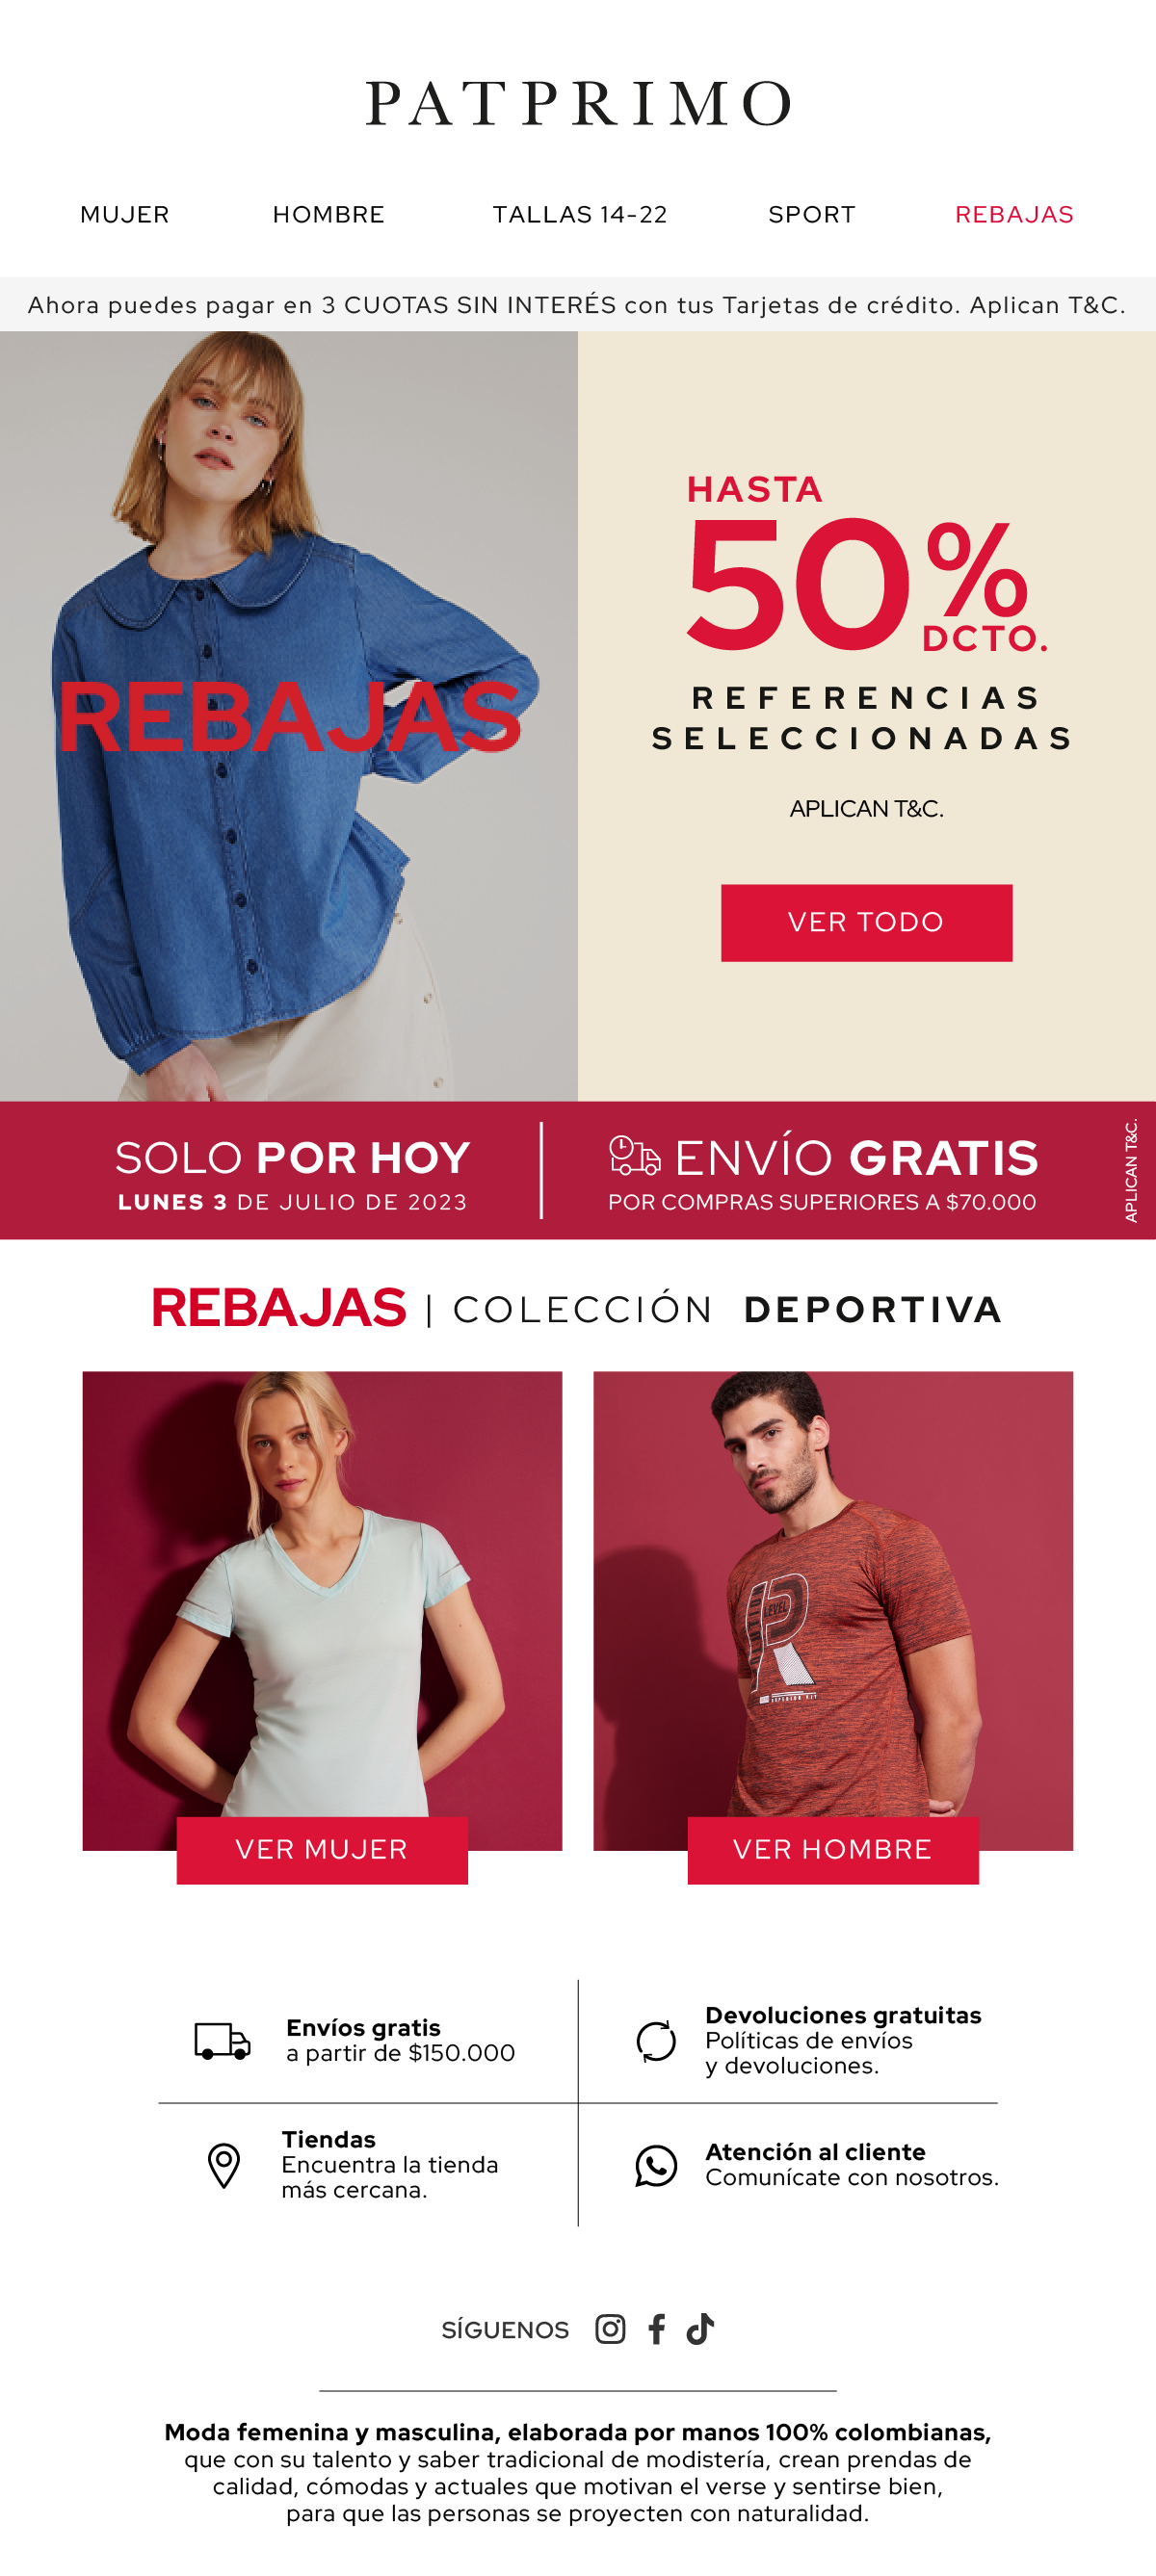 PATPRIMO
MUJER HOMBRE TALLAS 14-22 SPORT REBAJAS
Ahora puedes pagar en 3 CUOTAS SIN INTERÉS con tus Tarjetas de crédito. Aplican T&C.
REBAJAS
HASTA
50%
DCTO.
REFERENCIAS
SELECCIONADAS
APLICAN T&C.
VER TODO
SOLO POR HOY
LUNES 3 DE JULIO DE 2023
ENVÍO GRATIS
POR COMPRAS SUPERIORES A $70.000
APLICAN T&C.
REBAJAS | COLECCIÓN DEPORTIVA
LEVEL
VER MUJER
VER HOMBRE
Envíos gratis
a partir de $150.000
Devoluciones gratuitas
Políticas de envíos
y devoluciones.
Tiendas
Encuentra la tienda
más cercana.
Atención al cliente
Comunícate con nosotros.
SÍGUENOS
Moda femenina y masculina, elaborada por manos 100% colombianas,
que con su talento y saber tradicional de modistería, crean prendas de
calidad, cómodas y actuales que motivan el verse y sentirse bien,
para que las personas se proyecten con naturalidad.